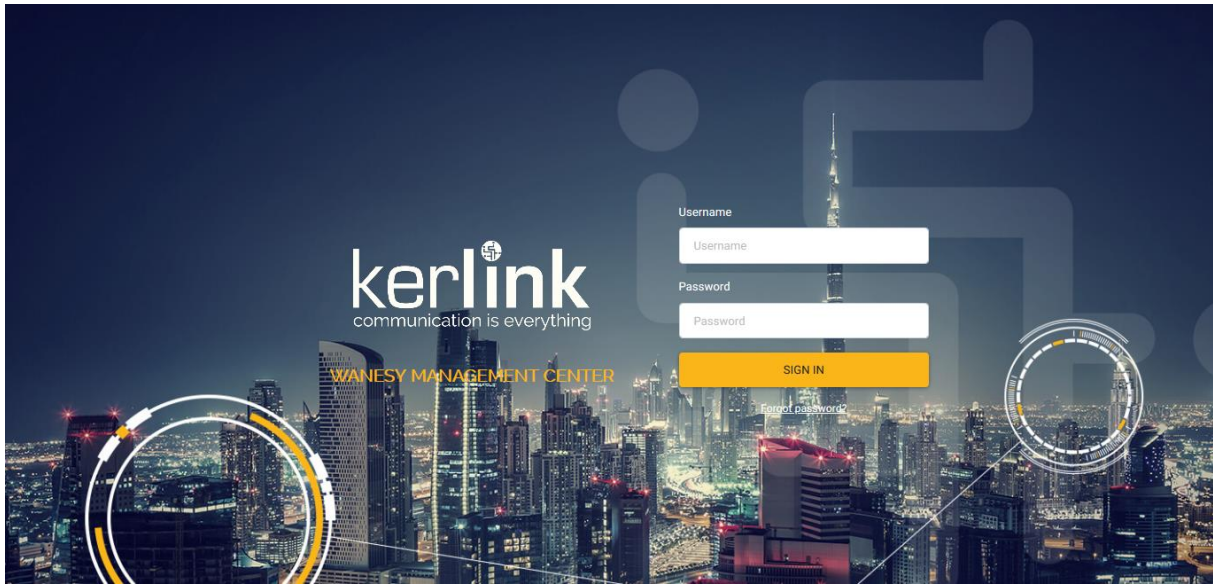 kerlink
communication is everything
WANESY MANAGEMENT CENTER
Username
Username
Password
Password
SIGN IN
Forgot password?